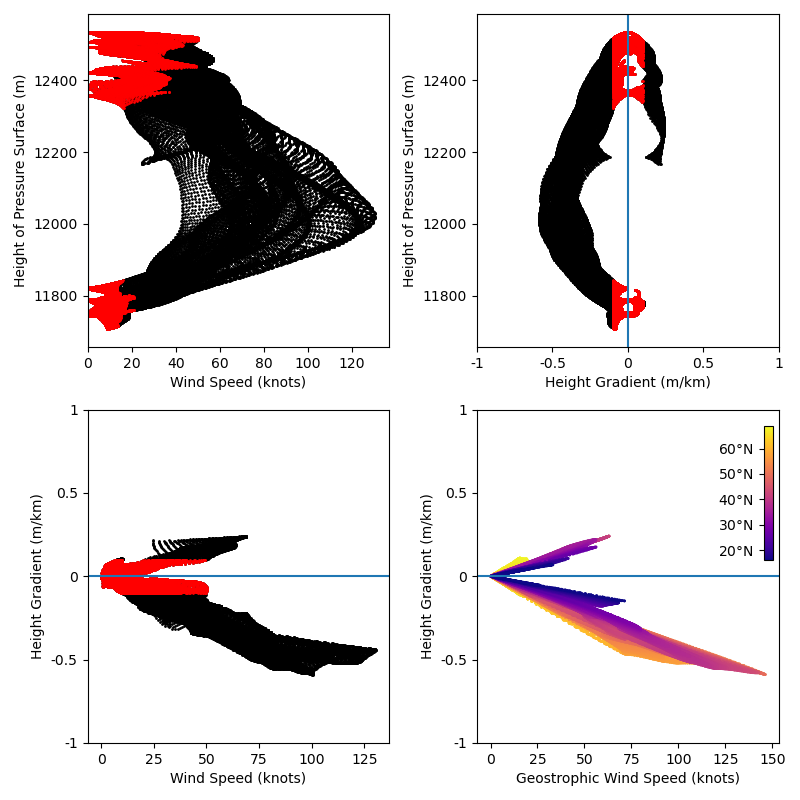 Height of Pressure Surface (m)
12400
12200
12000
11800
0 20 40 60 80 100 120
Wind Speed (knots)
Height of Pressure Surface (m)
12400
12200
12000
11800
-1 -0.5 0 0.5 1
Height Gradient (m/km)
Height Gradient (m/km)
1
0.5
0
-0.5
-1
0 25 50 75 100 125
Wind Speed (knots)
Height Gradient (m/km)
1
0.5
0
-0.5
-1
60°N
50°N
40°N
30°N
20°N
0 25 50 75 100 125 150
Geostrophic Wind Speed (knots)